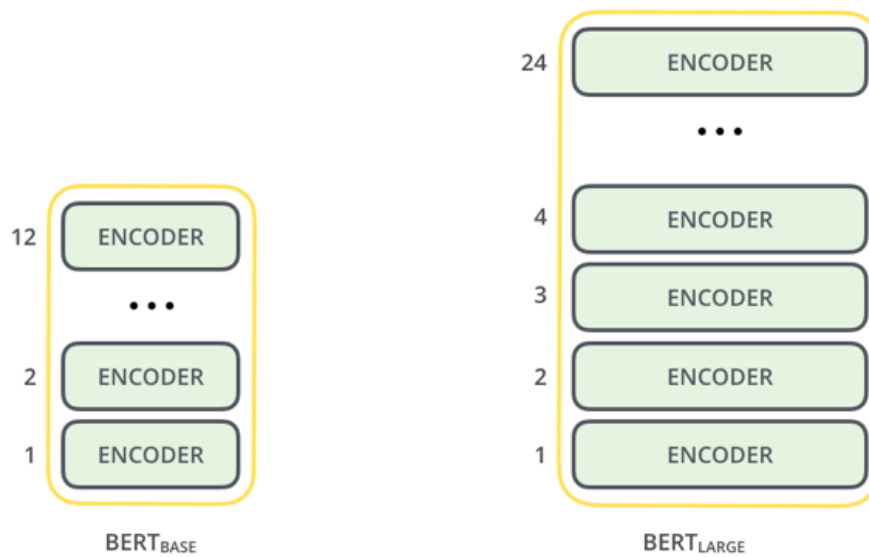 12 ENCODER
...
2 ENCODER
1 ENCODER
BERTBASE
24 ENCODER
...
4 ENCODER
3 ENCODER
2 ENCODER
1 ENCODER
BERTLARGE